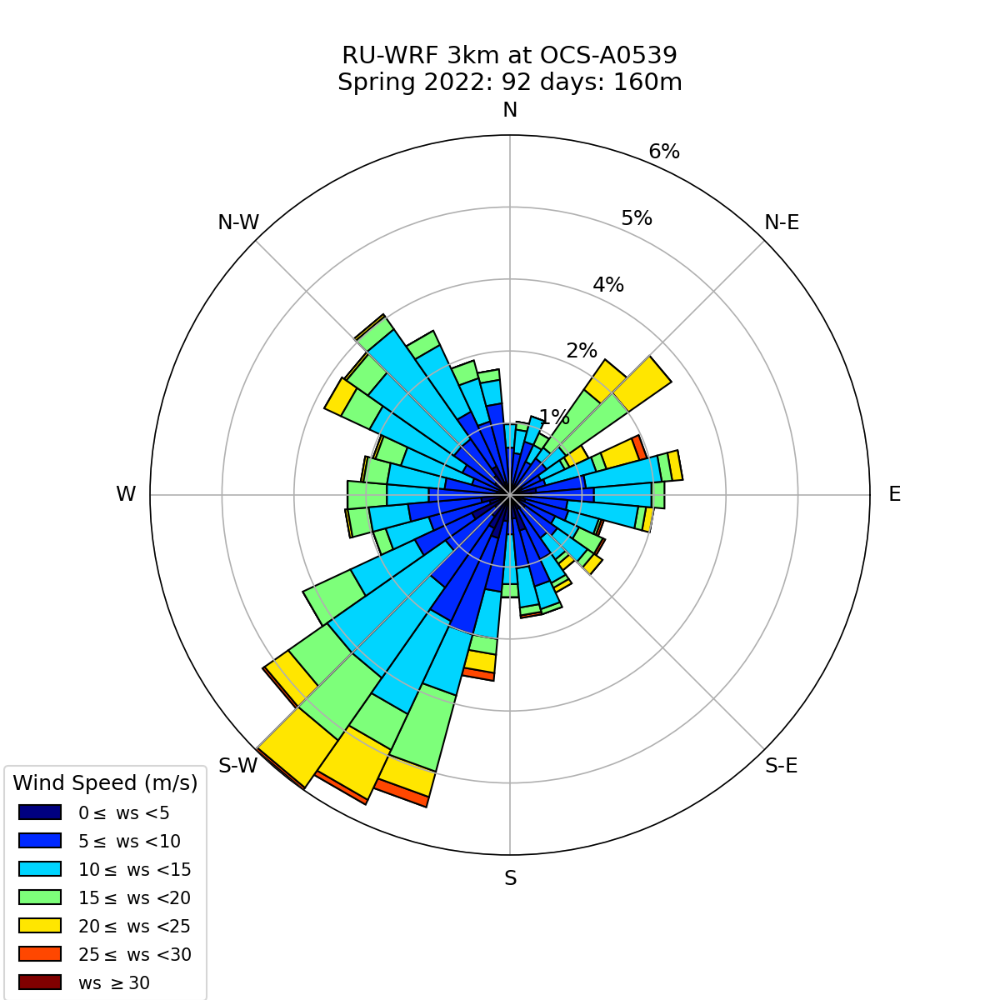 RU-WRF 3km at OCS-A0539
Spring 2022: 92 days: 160m
N
6%
N-W
5%
N-E
4%
2%
1%
W
E
S-W
S-E
S
Wind Speed (m/s)
0≤ ws <5
5≤ ws <10
10≤ ws <15
15≤ ws <20
20≤ ws <25
25≤ ws <30
ws ≥30